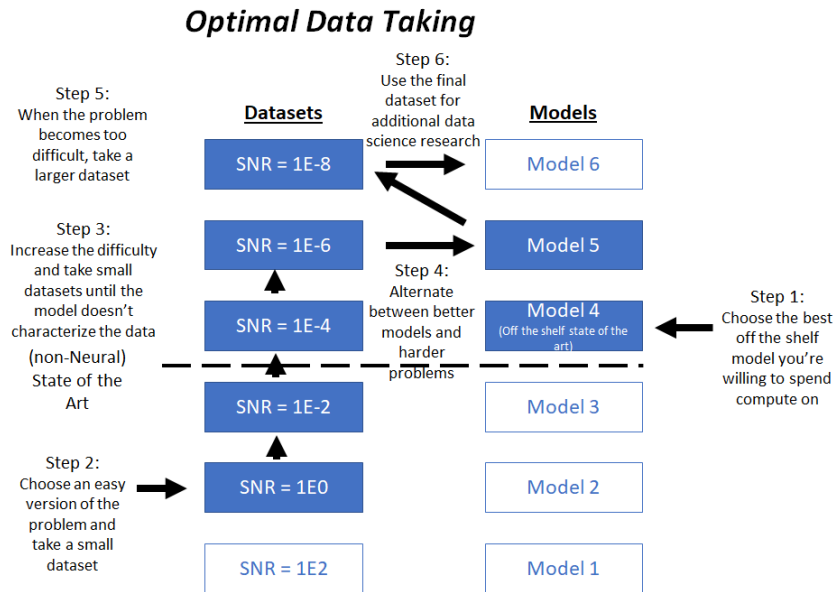 Optimal Data Taking
Step 6:
Use the final
dataset for
additional data
science research
Step 5:
When the problem
becomes too
difficult, take a
larger dataset
Datasets
Models
SNR = 1E-8
Model 6
Step 3:
Increase the difficulty
and take small
datasets until the
model doesn't
characterize the data
SNR = 1E-6
Model 5
Step 4:
Alternate
between better
models and
harder
problems
SNR = 1E-4
Model 4
(Off the shelf state of the
art)
Step 1:
Choose the best
off the shelf
model you're
willing to spend
compute on
(non-Neural)
State of the
Art
SNR = 1E-2
Model 3
Step 2:
Choose an easy
version of the
problem and
take a small
dataset
SNR = 1E0
Model 2
SNR = 1E2
Model 1